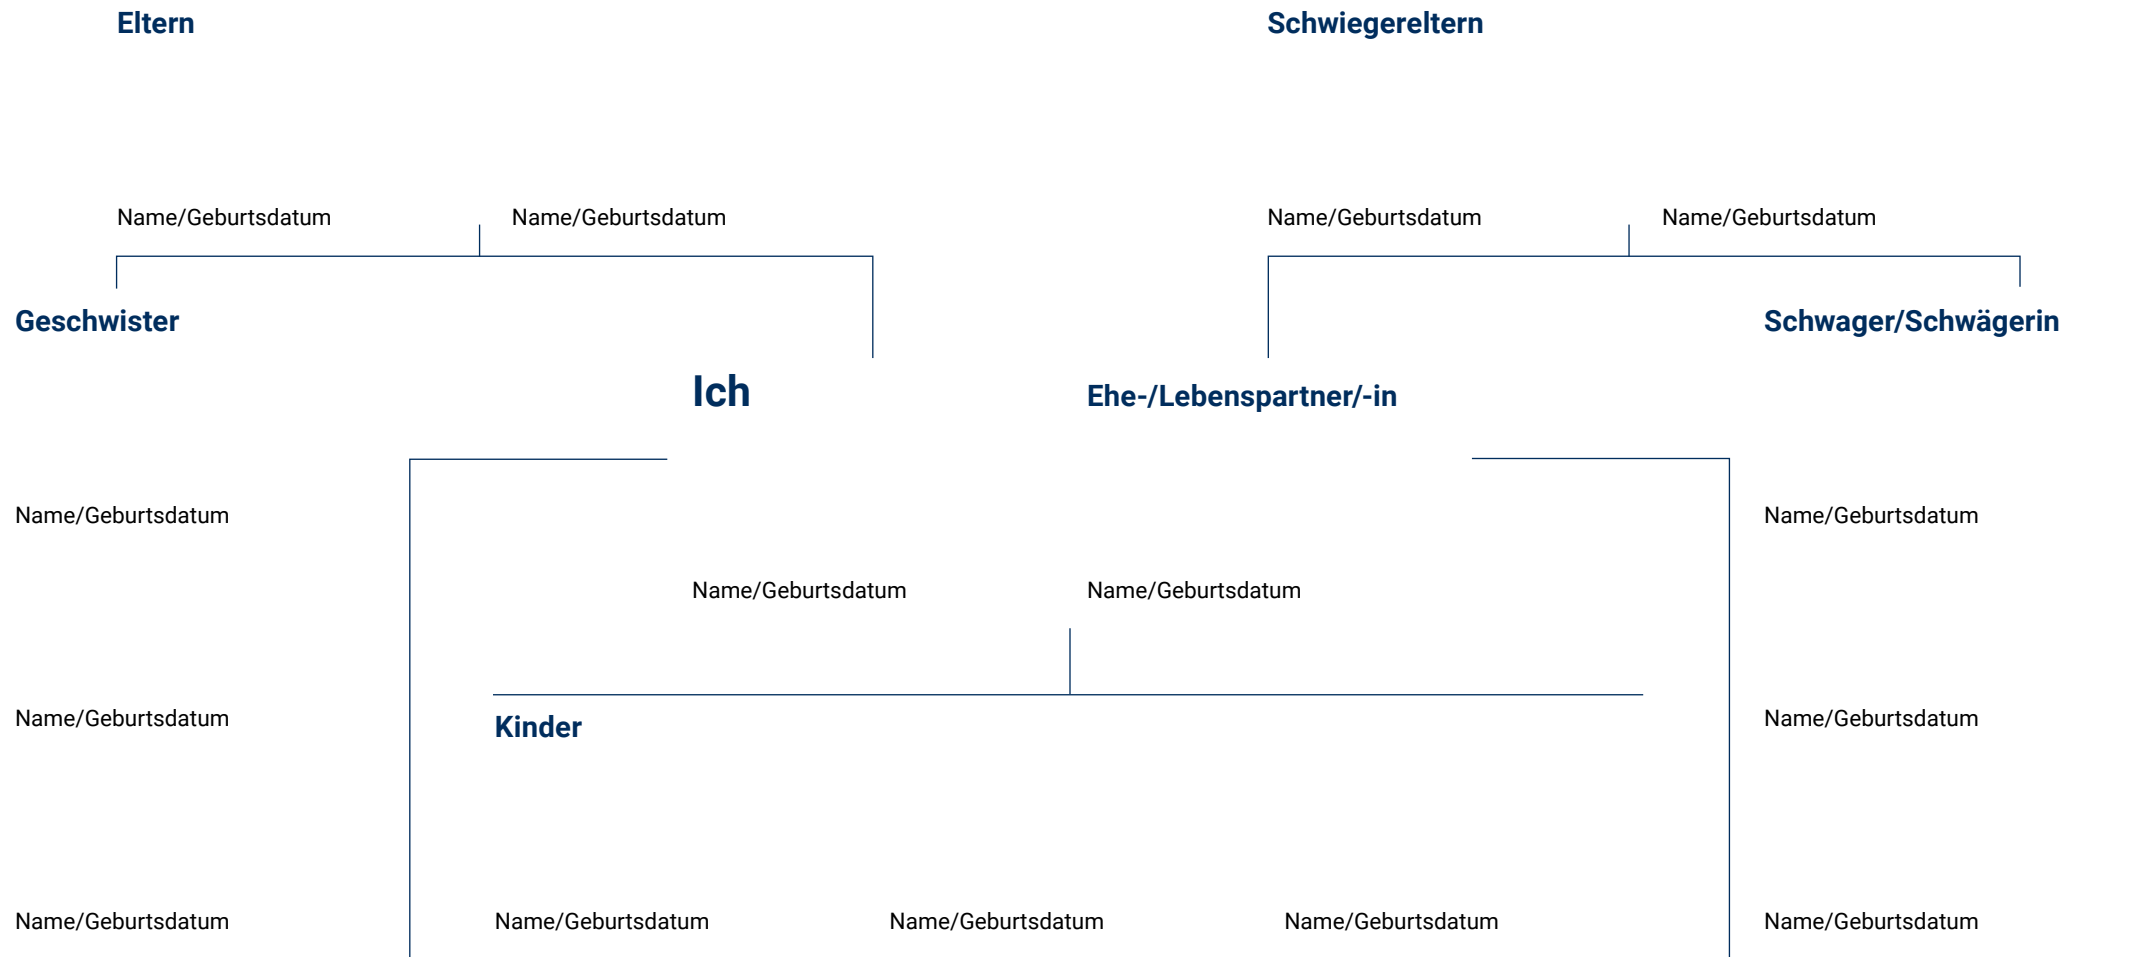 Eltern Schwiegereltern
Name/Geburtsdatum Name/Geburtsdatum Name/Geburtsdatum Name/Geburtsdatum
Geschwister Schwager/Schwägerin
Ich Ehe-/Lebenspartner/-in
Name/Geburtsdatum Name/Geburtsdatum
Name/Geburtsdatum Name/Geburtsdatum
Name/Geburtsdatum Name/Geburtsdatum
Kinder
Name/Geburtsdatum Name/Geburtsdatum Name/Geburtsdatum Name/Geburtsdatum Name/Geburtsdatum